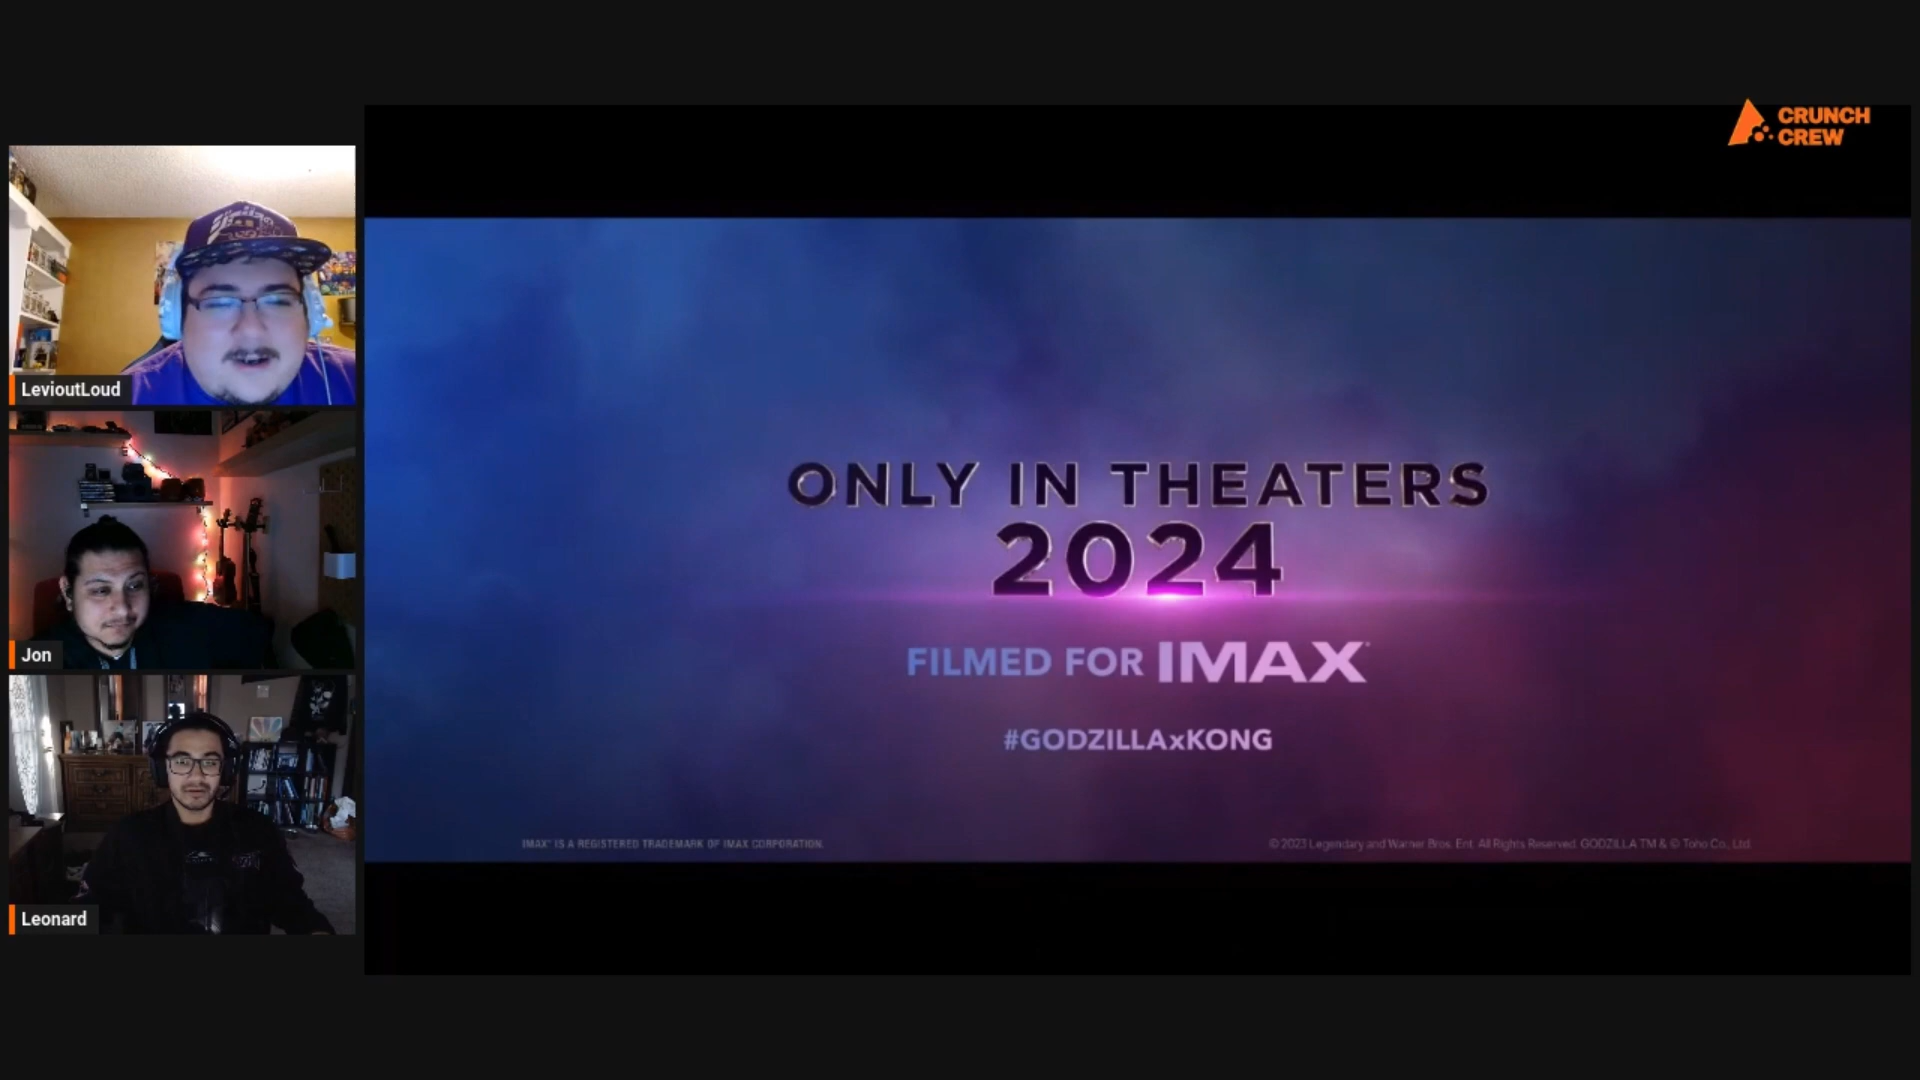 CRUNCH
CREW
LevioutLoud
Jon
Leonard
ONLY IN THEATERS
2024
FILMED FOR IMAX®
#GODZILLAxKONG
IMAX® IS A REGISTERED TRADEMARK OF IMAX CORPORATION.
© 2023 Legendary and Warner Bros. Ent. All Rights Reserved. GODZILLA TM & © Toho Co., Ltd.